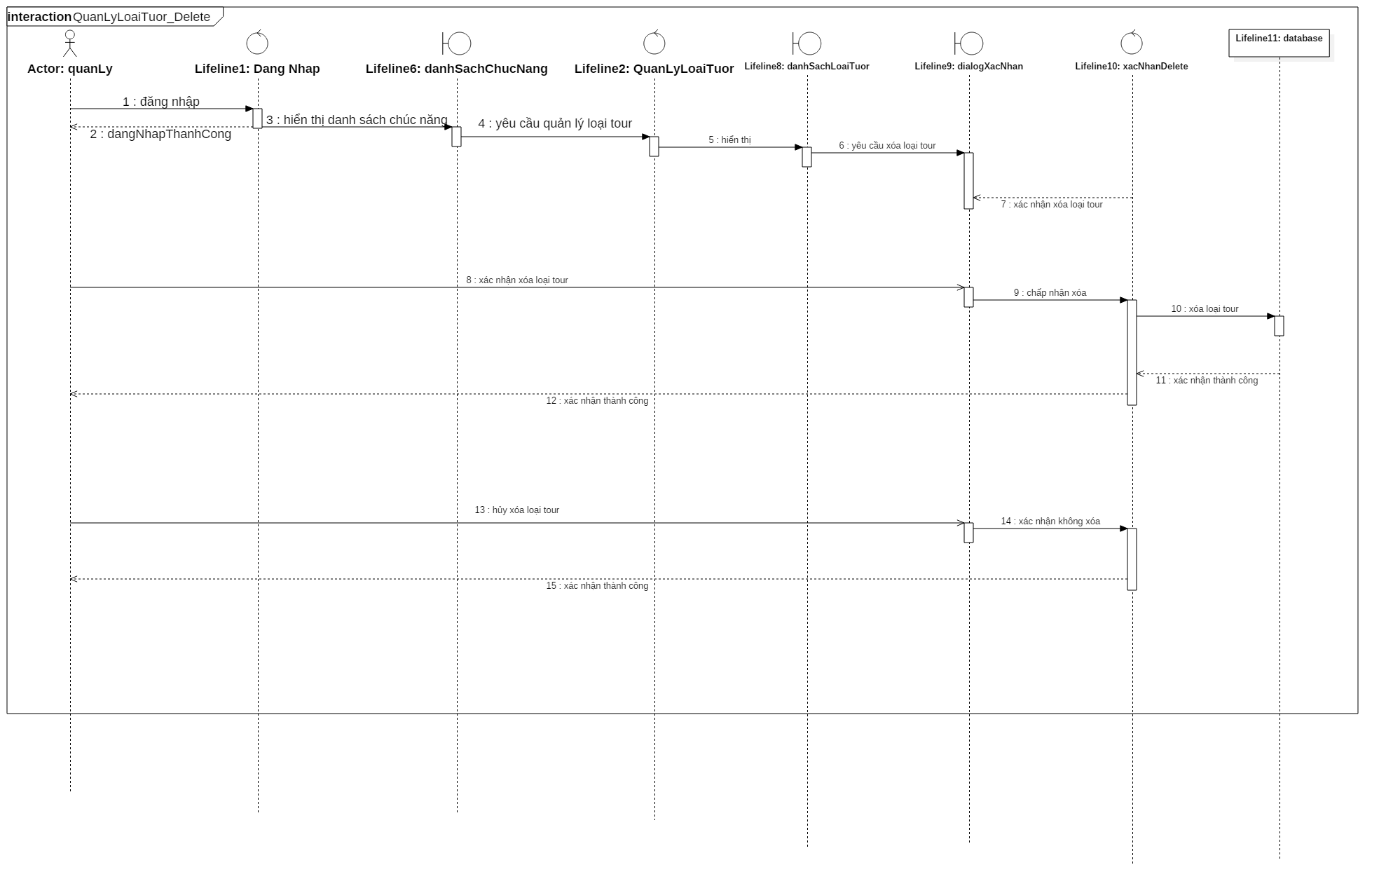 interaction QuanLyLoaiTuor_Delete
Actor: quanLy
Lifeline1: Dang Nhap
Lifeline6: danhSachChucNang
Lifeline2: QuanLyLoaiTuor
Lifeline8: danhSachLoaiTuor
Lifeline9: dialogXacNhan
Lifeline10: xacNhanDelete
Lifeline11: database
1 : đăng nhập
2 : dangNhapThanhCong
3 : hiển thị danh sách chúc năng
4 : yêu cầu quản lý loại tour
5 : hiển thị
6 : yêu cầu xóa loại tour
7 : xác nhận xóa loại tour
8 : xác nhận xóa loại tour
9 : chấp nhân xóa
10 : xóa loại tour
11 : xác nhận thành công
12 : xác nhân thành công
13 : hủy xóa loại tour
14 : xác nhận không xóa
15 : xác nhân thành công